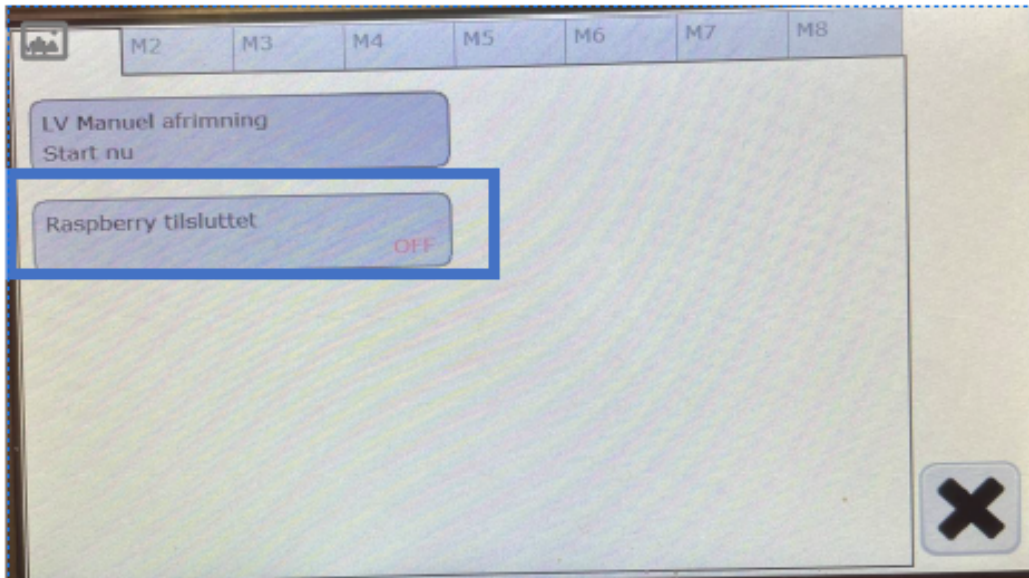 M2 M3 M4 M5 M6 M7 M8
LV Manuel afrimning
Start nu
Raspberry tilsluttet
OFF